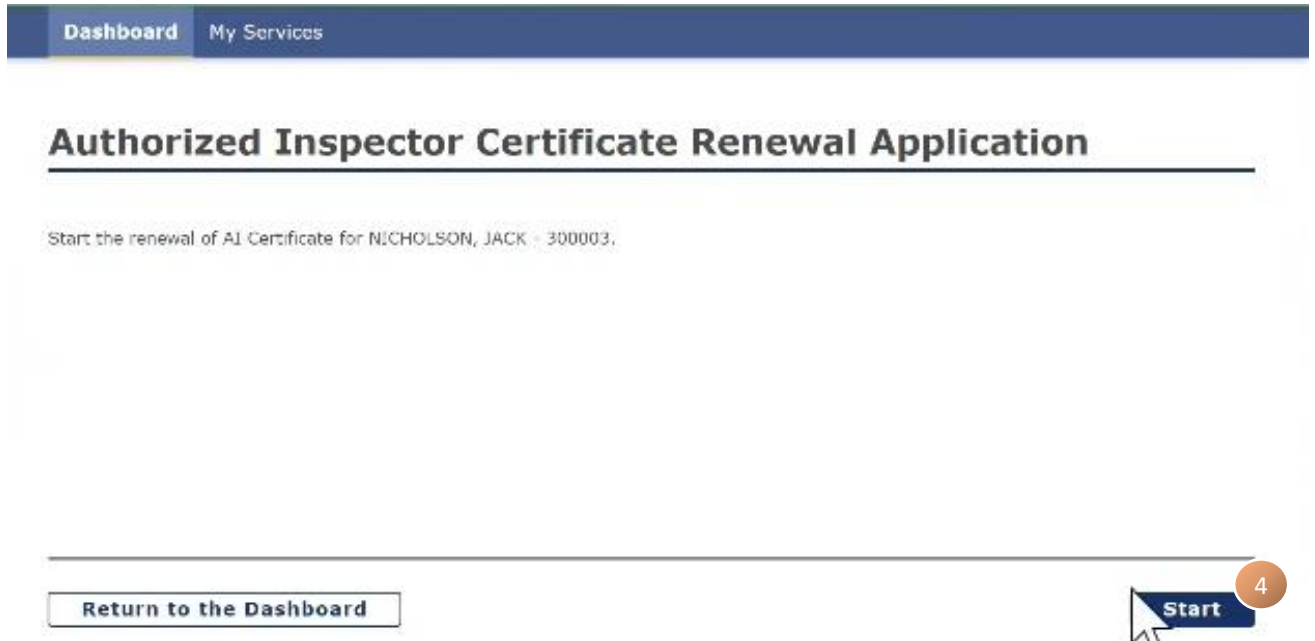 Dashboard My Services
Authorized Inspector Certificate Renewal Application
Start the renewal of AI Certificate for NICHOLSON, JACK - 300003.
4
Return to the Dashboard Start